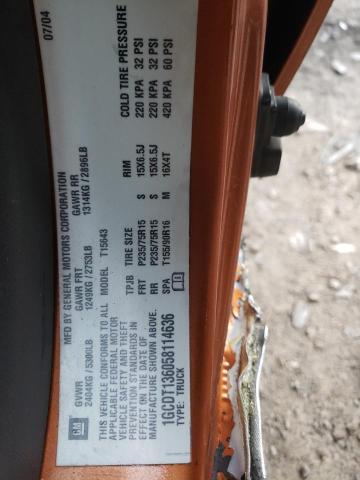 GM
MFD BY GENERAL MOTORS CORPORATION 07/04
GVWR GAWR FRT GAWR RR
2404KG / 5300LB 1249KG / 2753LB 1314KG / 2896LB
THIS VEHICLE CONFORMS TO ALL
APPLICABLE FEDERAL MOTOR
VEHICLE SAFETY AND THEFT
PREVENTION STANDARDS IN
EFFECT ON THE DATE OF
MANUFACTURE SHOWN ABOVE.
1GCDT136058114636
TYPE: TRUCK
MODEL T15643
TPJB TIRE SIZE RIM COLD TIRE PRESSURE
FRT P235/75R15 S 15X6.5J 220 KPA 32 PSI
RR P235/75R15 S 15X6.5J 220 KPA 32 PSI
SPA T155/90R16 M 16X4T 420 KPA 60 PSI